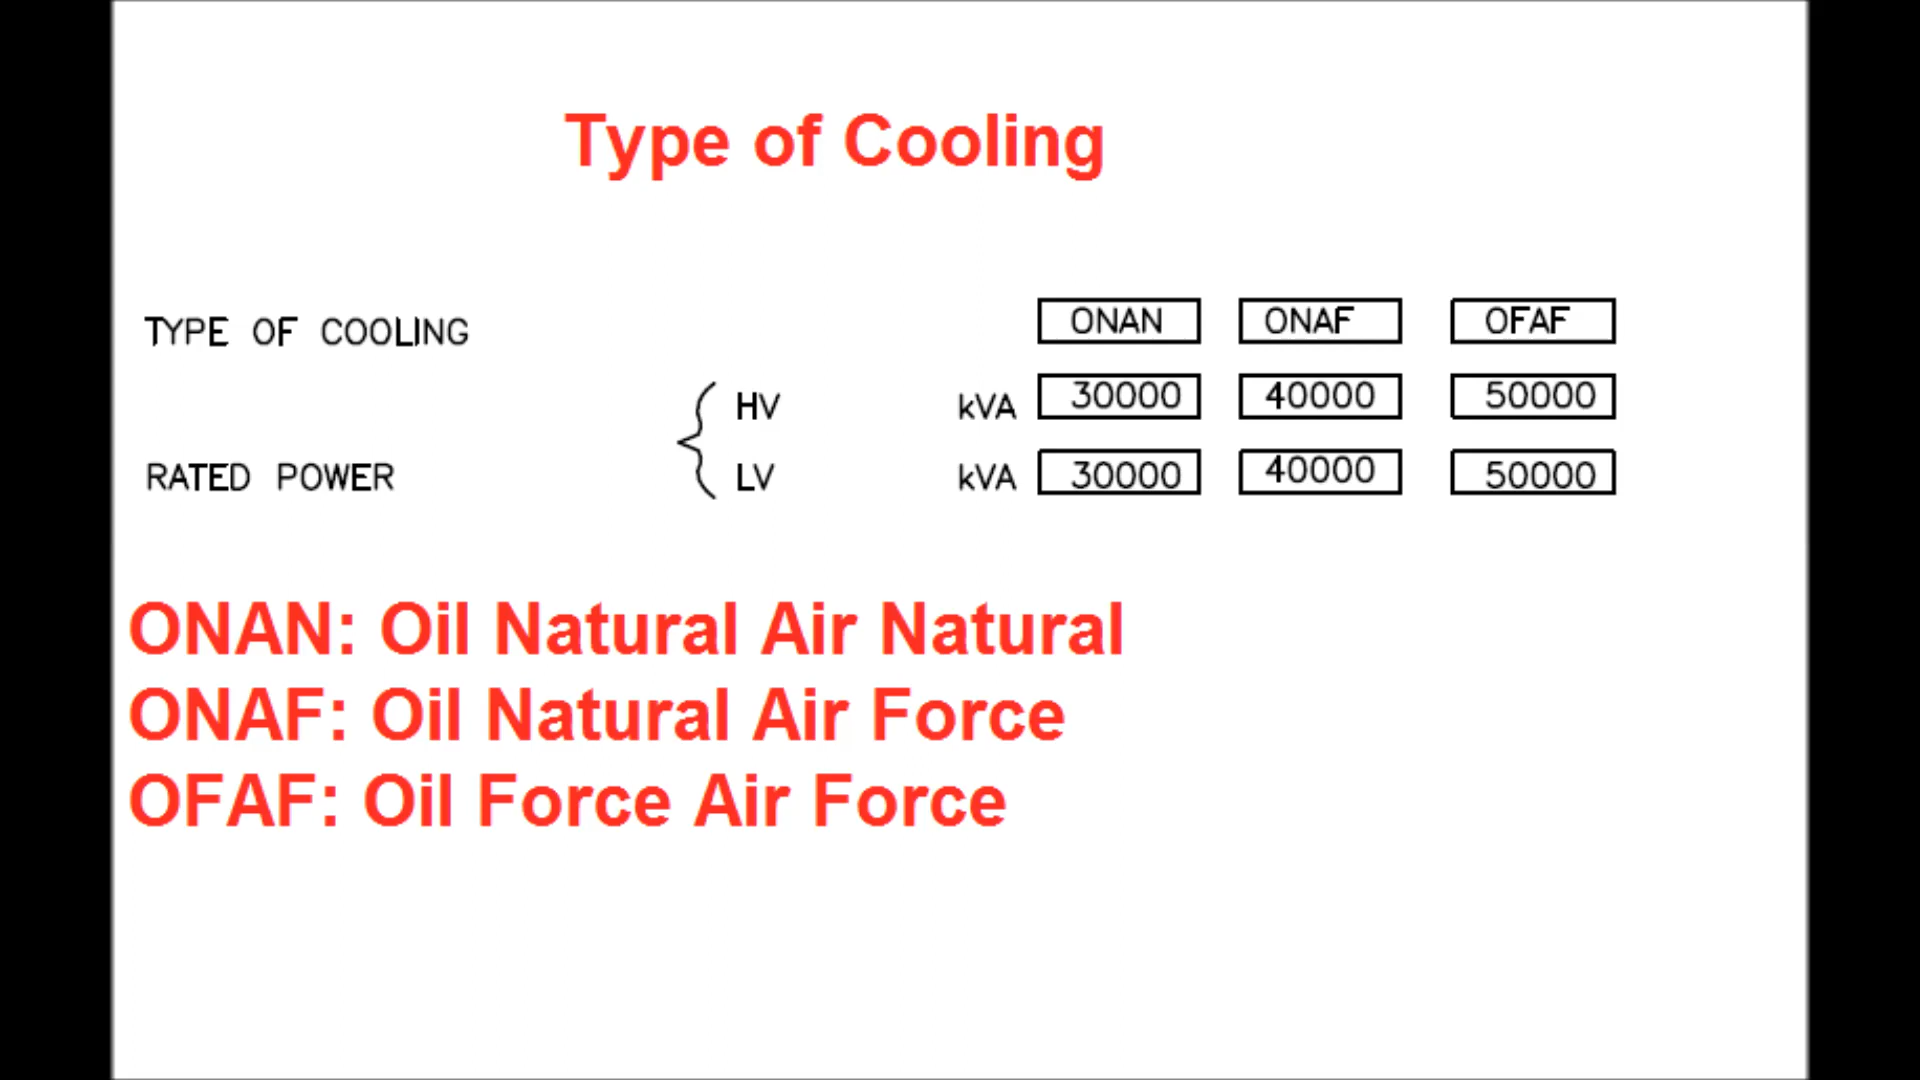 Type of Cooling
TYPE OF COOLING ONAN ONAF OFAF
HV kVA 30000 40000 50000
RATED POWER LV kVA 30000 40000 50000
ONAN: Oil Natural Air Natural
ONAF: Oil Natural Air Force
OFAF: Oil Force Air Force